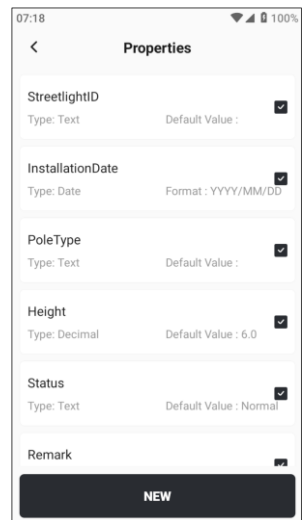 07:18 100%
Properties
StreetlightID
Type: Text Default Value :
InstallationDate
Type: Date Format : YYYY/MM/DD
PoleType
Type: Text Default Value :
Height
Type: Decimal Default Value : 6.0
Status
Type: Text Default Value : Normal
Remark
NEW